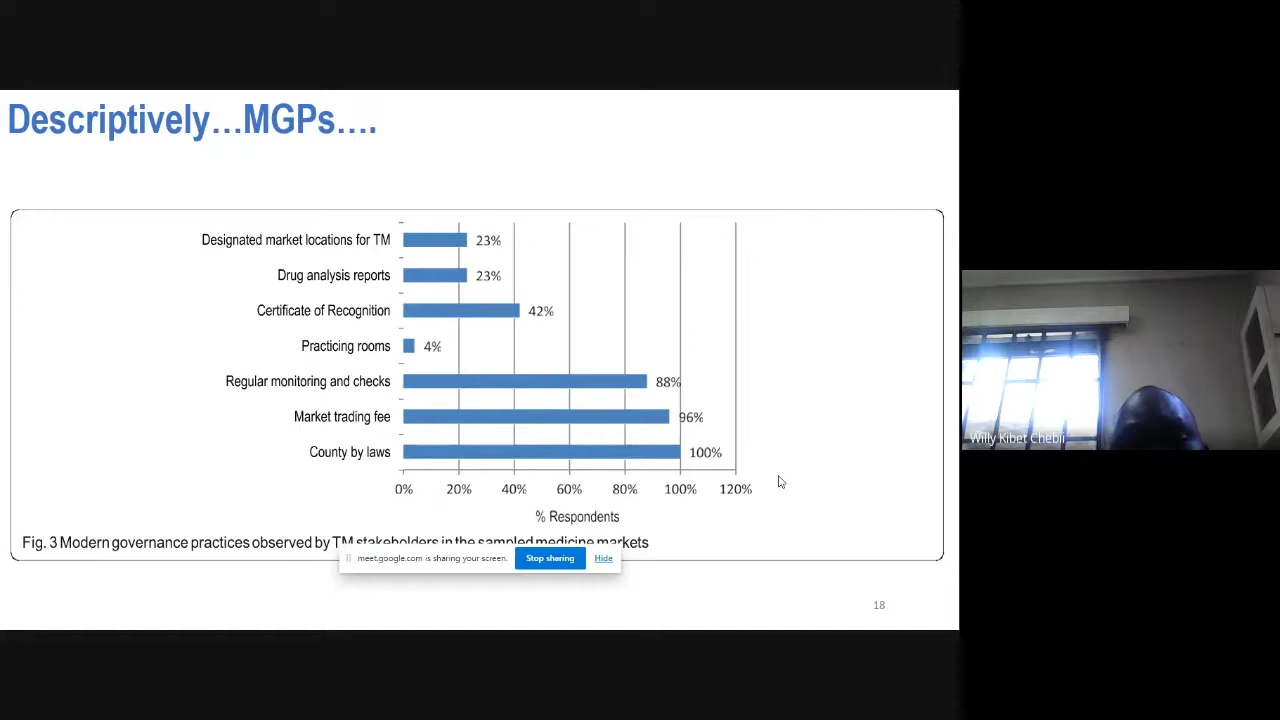 Descriptively…MGPs….
Designated market locations for TM 23%
Drug analysis reports 23%
Certificate of Recognition 42%
Practicing rooms 4%
Regular monitoring and checks 88%
Market trading fee 96%
County by laws 100%
0% 20% 40% 60% 80% 100% 120%
% Respondents
Fig. 3 Modern governance practices observed by TM stakeholders in the sampled medicine markets
meet.google.com is sharing your screen. Stop sharing Hide
18
Willy Kibet Chebii